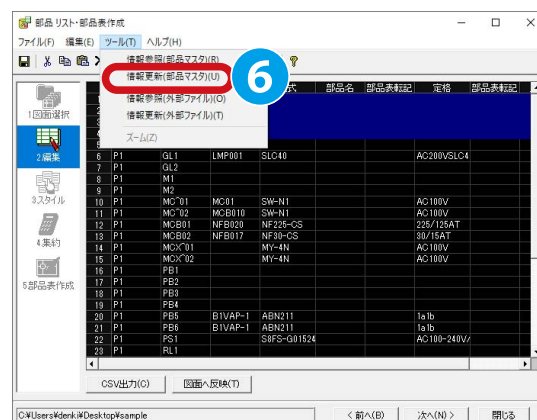 部品 リスト・部品表作成
ファイル(F) 編集(E) ツール(T) ヘルプ(H)
情報参照(部品マスタ)(R)
情報更新(部品マスタ)(U)
情報参照(外部ファイル)(O)
情報更新(外部ファイル)(T)
ズーム(Z)
6
式 部品名 部品表転記 定格 部品表転記2
1.図面選択
2.編集
3.スタイル
4.集約
5.部品表作成
6 P1 GL1 LMP001 SLC40 AC200VSLC4
7 P1 GL2
8 P1 M1
9 P1 M2
10 P1 MC^01 MC01 SW-N1 AC100V
11 P1 MC^02 MCB010 SW-N1 AC100V
12 P1 MCB01 NFB020 NF225-CS 225/125AT
13 P1 MCB02 NFB017 NF30-CS 30/15AT
14 P1 MCX^01 MY-4N AC100V
15 P1 MCX^02 MY-4N AC100V
16 P1 PB1
17 P1 PB2
18 P1 PB3
19 P1 PB4
20 P1 PB5 B1VAP-1 ABN211 1a1b
21 P1 PB6 B1VAP-1 ABN211 1a1b
22 P1 PS1 S8FS-G01524 AC100-240V/
23 P1 RL1
CSV出力(C) 図面へ反映(T)
C:¥Users¥denki¥Desktop¥sample < 前へ(B) 次へ(N) > 閉じる